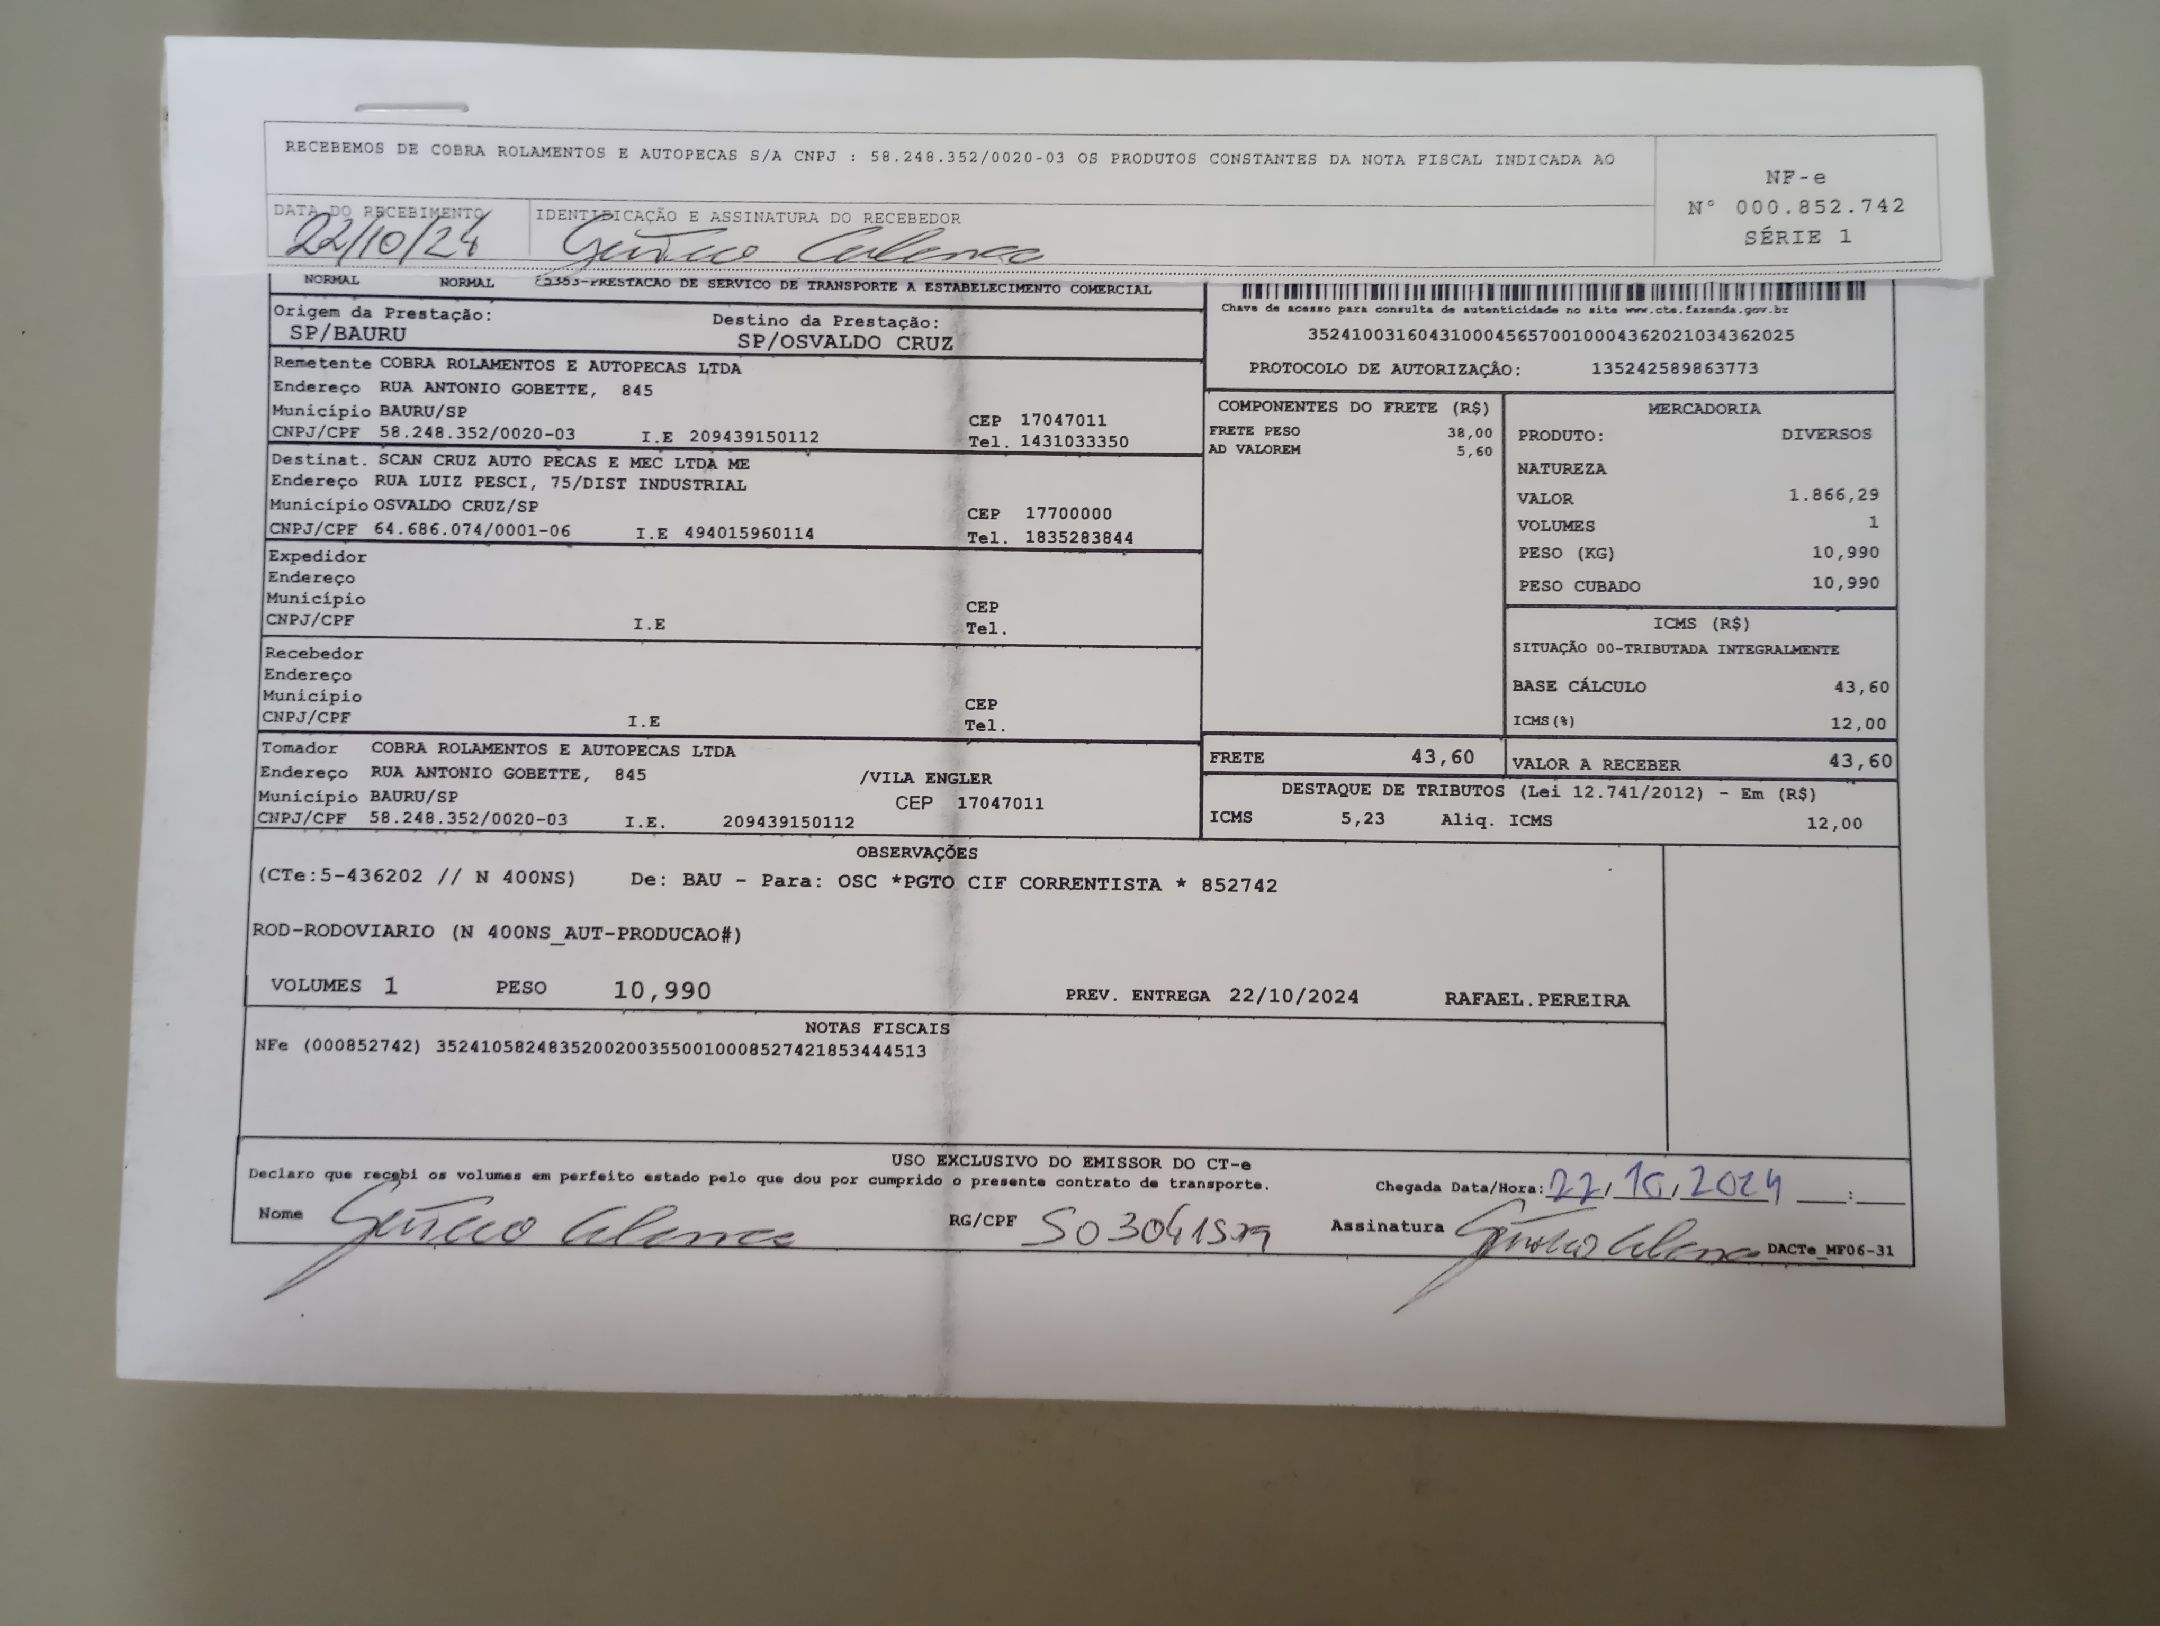 RECEBEMOS DE COBRA ROLAMENTOS E AUTOPECAS S/A CNPJ : 58.248.352/0020-03 OS PRODUTOS CONSTANTES DA NOTA FISCAL INDICADA AO
NF-e
N° 000.852.742
SÉRIE 1
DATA DO RECEBIMENTO
22/10/24
IDENTIFICAÇÃO E ASSINATURA DO RECEBEDOR
NORMAL NORMAL 5353-PRESTACAO DE SERVICO DE TRANSPORTE A ESTABELECIMENTO COMERCIAL
Chave de acesso para consulta de autenticidade no site www.cte.fazenda.gov.br
35241003160431000456570010004362021034362025
PROTOCOLO DE AUTORIZAÇÃO: 135242589863773
Origem da Prestação:
SP/BAURU
Destino da Prestação:
SP/OSVALDO CRUZ
Remetente COBRA ROLAMENTOS E AUTOPECAS LTDA
Endereço RUA ANTONIO GOBETTE, 845
Município BAURU/SP CEP 17047011
CNPJ/CPF 58.248.352/0020-03 I.E 209439150112 Tel. 1431033350
Destinat. SCAN CRUZ AUTO PECAS E MEC LTDA ME
Endereço RUA LUIZ PESCI, 75/DIST INDUSTRIAL
Município OSVALDO CRUZ/SP CEP 17700000
CNPJ/CPF 64.686.074/0001-06 I.E 494015960114 Tel. 1835283844
Expedidor
Endereço
Município CEP
CNPJ/CPF I.E Tel.
Recebedor
Endereço
Município CEP
CNPJ/CPF I.E Tel.
Tomador COBRA ROLAMENTOS E AUTOPECAS LTDA
Endereço RUA ANTONIO GOBETTE, 845 /VILA ENGLER
Município BAURU/SP CEP 17047011
CNPJ/CPF 58.248.352/0020-03 I.E. 209439150112
COMPONENTES DO FRETE (R$)
FRETE PESO 38,00
AD VALOREM 5,60
MERCADORIA
PRODUTO: DIVERSOS
NATUREZA
VALOR 1.866,29
VOLUMES 1
PESO (KG) 10,990
PESO CUBADO 10,990
ICMS (R$)
SITUAÇÃO 00-TRIBUTADA INTEGRALMENTE
BASE CÁLCULO 43,60
ICMS(%) 12,00
FRETE 43,60
VALOR A RECEBER 43,60
DESTAQUE DE TRIBUTOS (Lei 12.741/2012) - Em (R$)
ICMS 5,23 Aliq. ICMS 12,00
OBSERVAÇÕES
(CTe:5-436202 // N 400NS) De: BAU - Para: OSC *PGTO CIF CORRENTISTA * 852742
ROD-RODOVIARIO (N 400NS_AUT-PRODUCAO#)
VOLUMES 1 PESO 10,990 PREV. ENTREGA 22/10/2024 RAFAEL.PEREIRA
NOTAS FISCAIS
NFe (000852742) 35241058248352002003550010008527421853444513
USO EXCLUSIVO DO EMISSOR DO CT-e
Declaro que recebi os volumes em perfeito estado pelo que dou por cumprido o presente contrato de transporte.
Chegada Data/Hora: 22/10/2024 ___:___
Nome
RG/CPF
Assinatura
DACTe_MF06-31